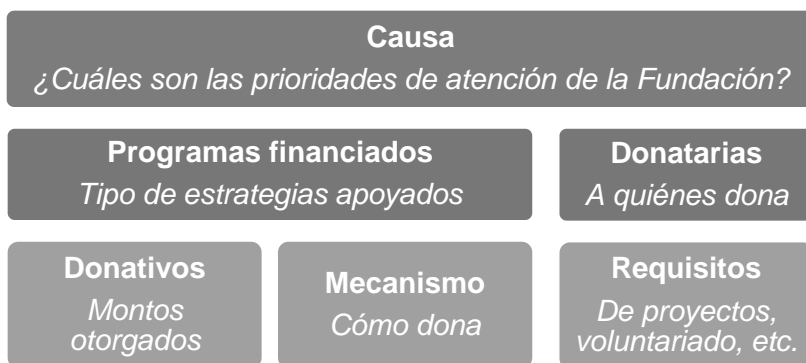 Causa
¿Cuáles son las prioridades de atención de la Fundación?
Programas financiados
Tipo de estrategias apoyados
Donatarias
A quiénes dona
Donativos
Montos
otorgados
Mecanismo
Cómo dona
Requisitos
De proyectos,
voluntariado, etc.